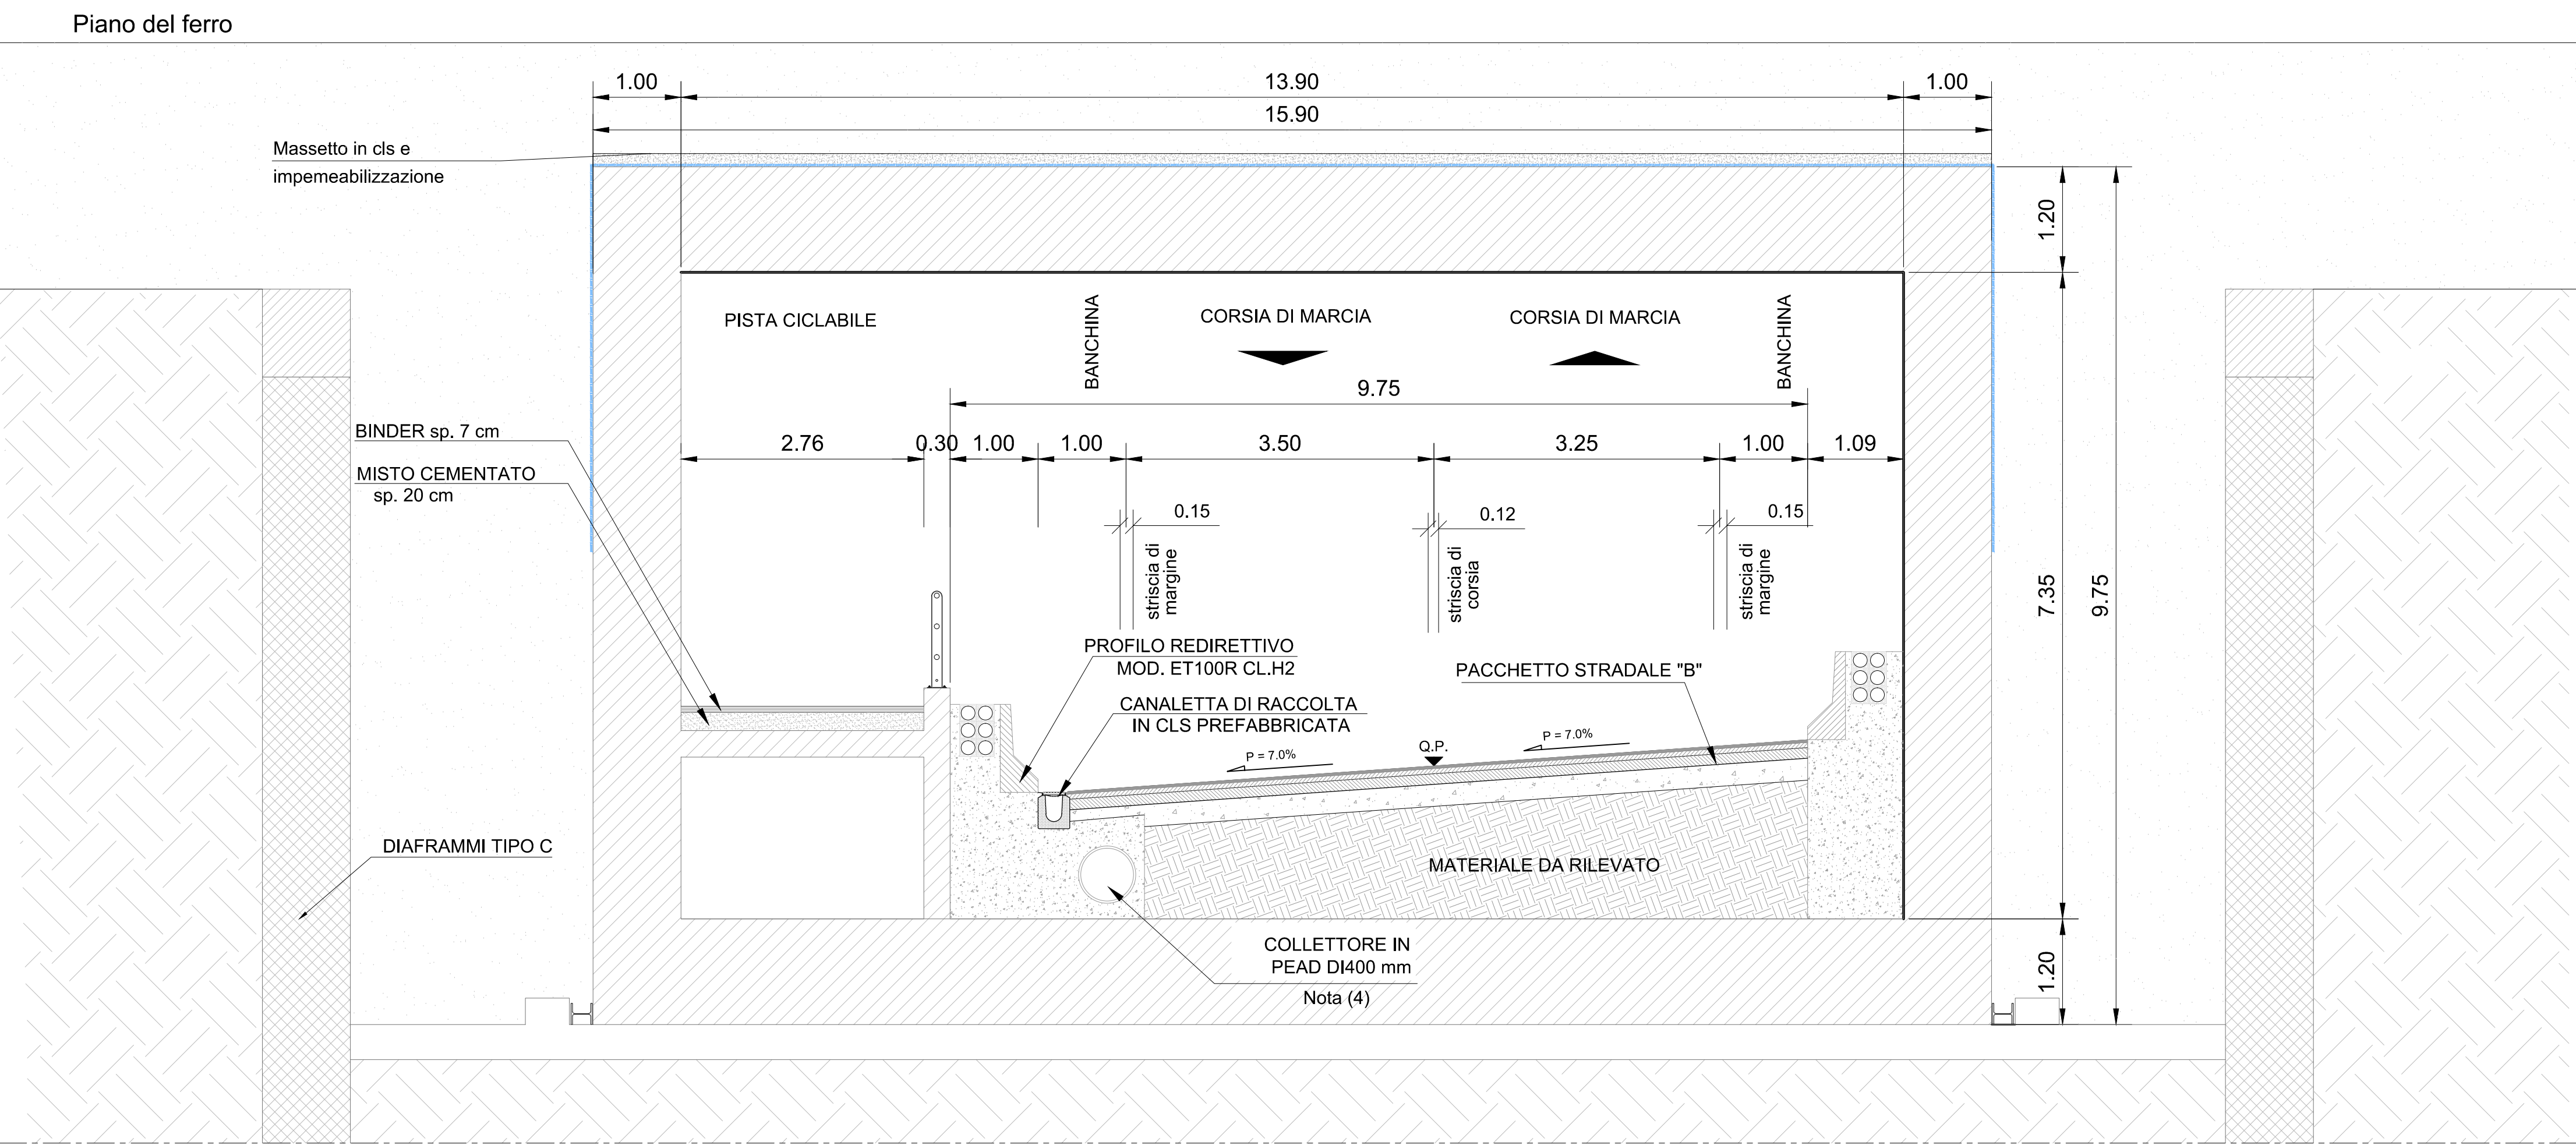 Piano del ferro
1.00
13.90
1.00
15.90
Massetto in cls e
impemeabilizzazione
1.20
PISTA CICLABILE
BANCHINA
CORSIA DI MARCIA
CORSIA DI MARCIA
BANCHINA
9.75
BINDER sp. 7 cm
MISTO CEMENTATO
sp. 20 cm
2.76
0.30
1.00
1.00
3.50
3.25
1.00
1.09
0.15
0.12
0.15
striscia di
margine
striscia di
corsia
striscia di
margine
7.35
9.75
PROFILO REDIRETTIVO
MOD. ET100R CL.H2
PACCHETTO STRADALE "B"
CANALETTA DI RACCOLTA
IN CLS PREFABBRICATA
P = 7.0%
Q.P.
P = 7.0%
DIAFRAMMI TIPO C
MATERIALE DA RILEVATO
COLLETTORE IN
PEAD DI400 mm
Nota (4)
1.20